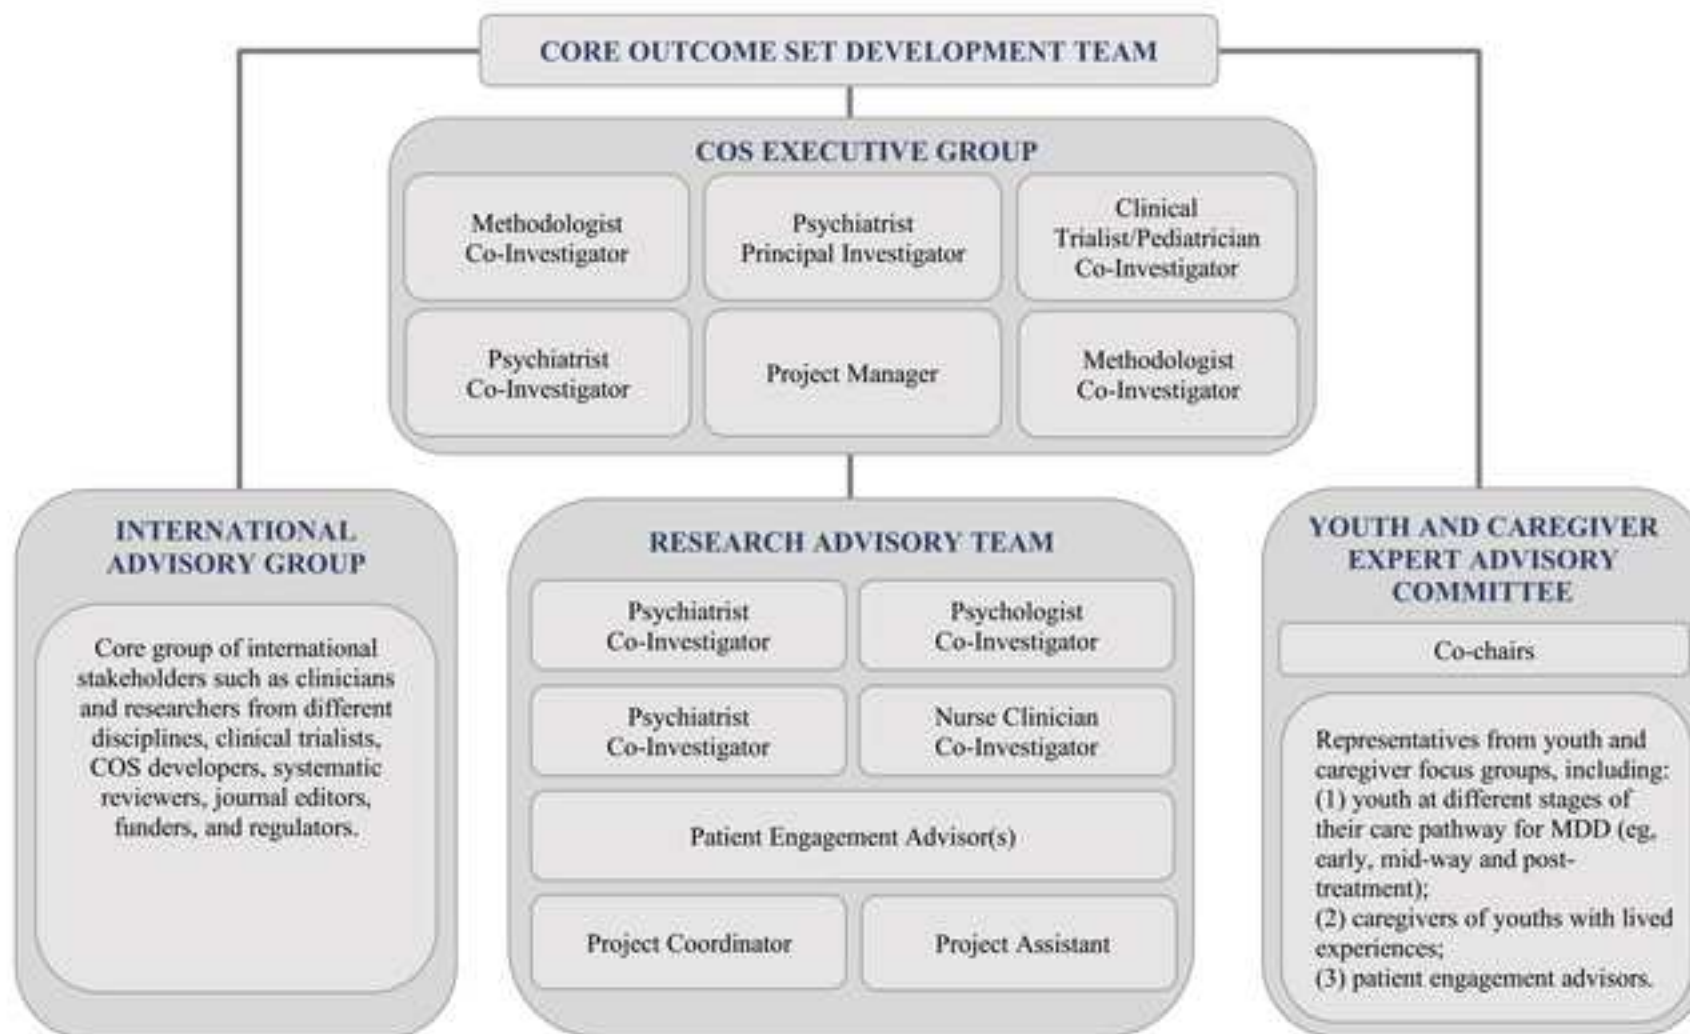 CORE OUTCOME SET DEVELOPMENT TEAM
COS EXECUTIVE GROUP
Methodologist
Co-Investigator
Psychiatrist
Principal Investigator
Clinical
Trialist/Pediatrician
Co-Investigator
Psychiatrist
Co-Investigator
Project Manager
Methodologist
Co-Investigator
INTERNATIONAL
ADVISORY GROUP
Core group of international
stakeholders such as clinicians
and researchers from different
disciplines, clinical trialists,
COS developers, systematic
reviewers, journal editors,
funders, and regulators.
RESEARCH ADVISORY TEAM
Psychiatrist
Co-Investigator
Psychologist
Co-Investigator
Psychiatrist
Co-Investigator
Nurse Clinician
Co-Investigator
Patient Engagement Advisor(s)
Project Coordinator
Project Assistant
YOUTH AND CAREGIVER
EXPERT ADVISORY
COMMITTEE
Co-chairs
Representatives from youth and
caregiver focus groups, including:
(1) youth at different stages of
their care pathway for MDD (eg,
early, mid-way and post-
treatment);
(2) caregivers of youths with lived
experiences;
(3) patient engagement advisors.